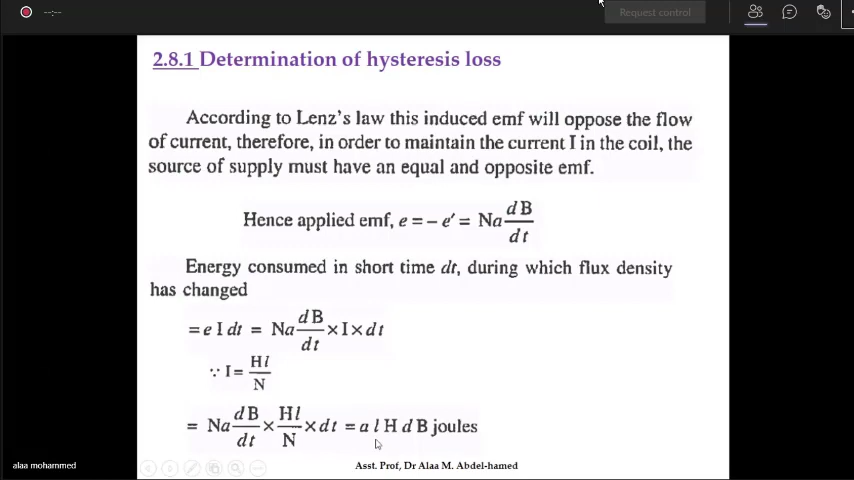 --:--
Request control
2.8.1 Determination of hysteresis loss
According to Lenz's law this induced emf will oppose the flow
of current, therefore, in order to maintain the current I in the coil, the
source of supply must have an equal and opposite emf.
Hence applied emf, e = – e′ = Na dB/dt
Energy consumed in short time dt, during which flux density
has changed
= e I dt = Na dB/dt × I × dt
∵ I = Hl/N
= Na dB/dt × Hl/N × dt = a l H d B joules
alaa mohammed
Asst. Prof, Dr Alaa M. Abdel-hamed